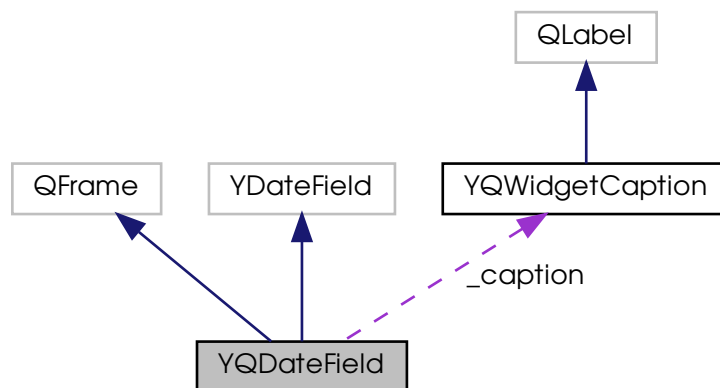 QLabel
QFrame
YDateField
YQWidgetCaption
_caption
YQDateField